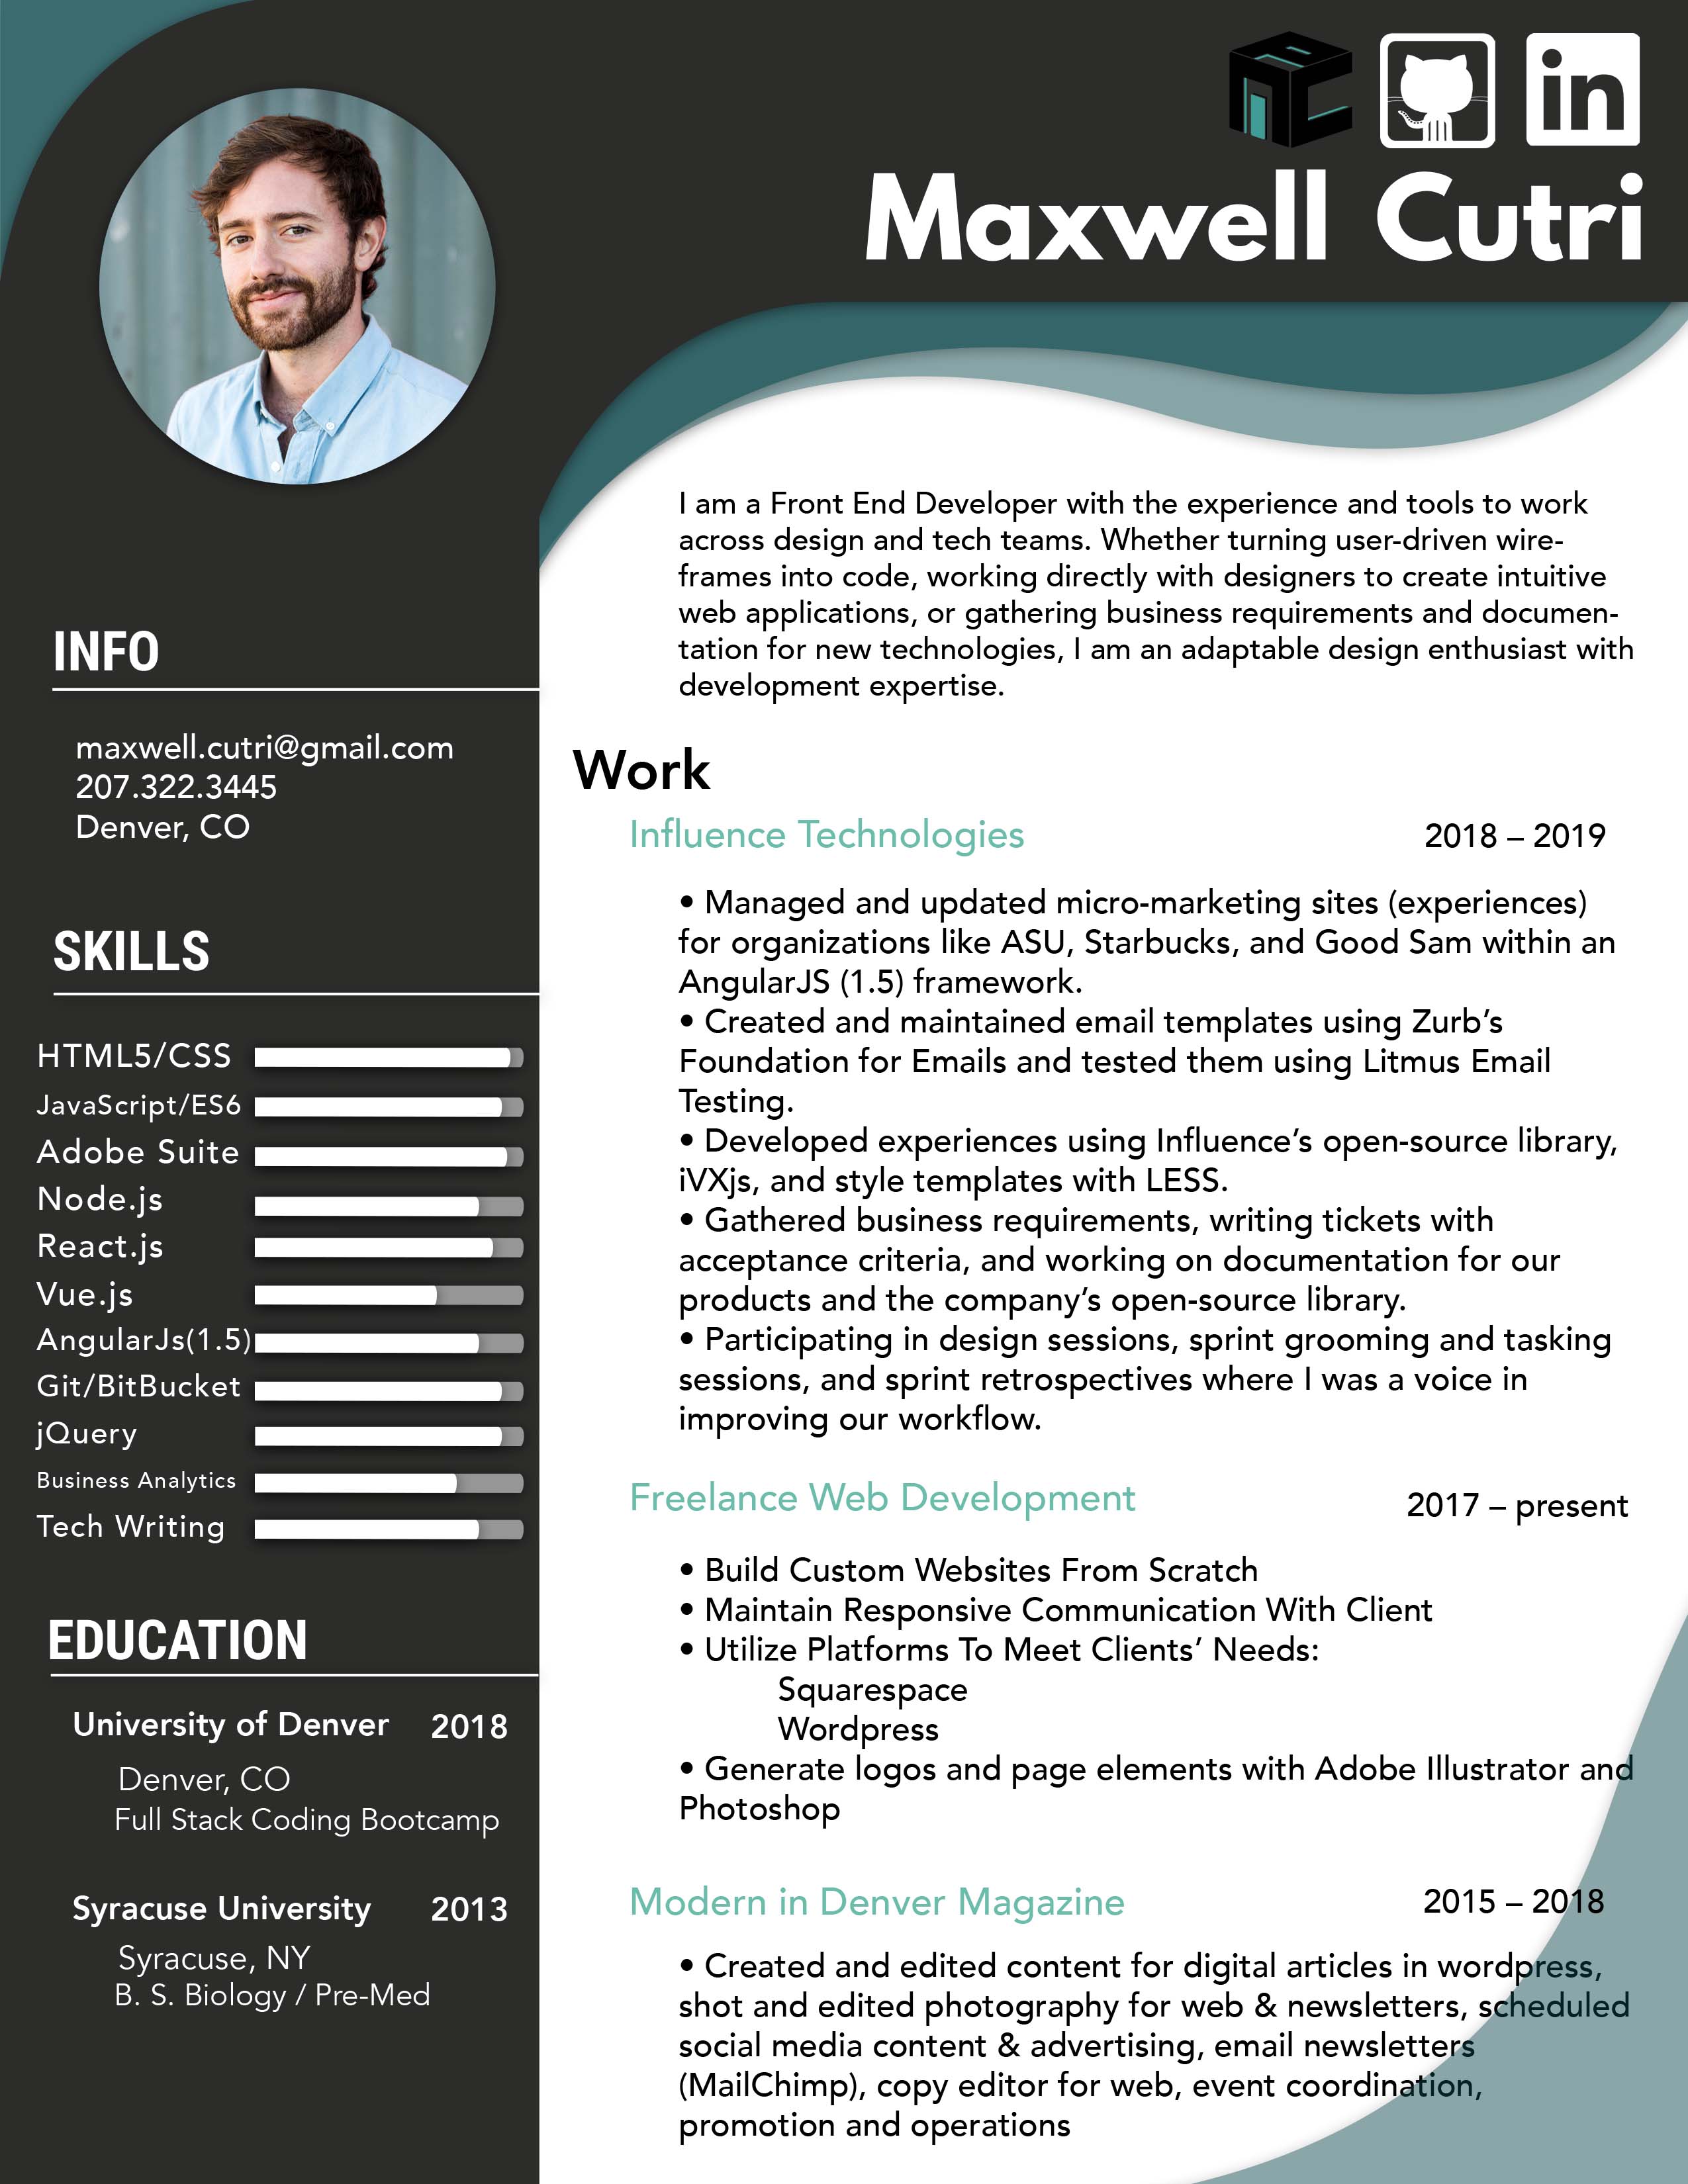 in
Maxwell Cutri
INFO
maxwell.cutri@gmail.com
207.322.3445
Denver, CO
SKILLS
HTML5/CSS
JavaScript/ES6
Adobe Suite
Node.js
React.js
Vue.js
AngularJs(1.5)
Git/BitBucket
jQuery
Business Analytics
Tech Writing
EDUCATION
University of Denver 2018
Denver, CO
Full Stack Coding Bootcamp
Syracuse University 2013
Syracuse, NY
B. S. Biology / Pre-Med
I am a Front End Developer with the experience and tools to work
across design and tech teams. Whether turning user-driven wire-
frames into code, working directly with designers to create intuitive
web applications, or gathering business requirements and documen-
tation for new technologies, I am an adaptable design enthusiast with
development expertise.
Work
Influence Technologies 2018 – 2019
• Managed and updated micro-marketing sites (experiences)
for organizations like ASU, Starbucks, and Good Sam within an
AngularJS (1.5) framework.
• Created and maintained email templates using Zurb’s
Foundation for Emails and tested them using Litmus Email
Testing.
• Developed experiences using Influence’s open-source library,
iVXjs, and style templates with LESS.
• Gathered business requirements, writing tickets with
acceptance criteria, and working on documentation for our
products and the company’s open-source library.
• Participating in design sessions, sprint grooming and tasking
sessions, and sprint retrospectives where I was a voice in
improving our workflow.
Freelance Web Development 2017 – present
• Build Custom Websites From Scratch
• Maintain Responsive Communication With Client
• Utilize Platforms To Meet Clients’ Needs:
Squarespace
Wordpress
• Generate logos and page elements with Adobe Illustrator and
Photoshop
Modern in Denver Magazine 2015 – 2018
• Created and edited content for digital articles in wordpress,
shot and edited photography for web & newsletters, scheduled
social media content & advertising, email newsletters
(MailChimp), copy editor for web, event coordination,
promotion and operations